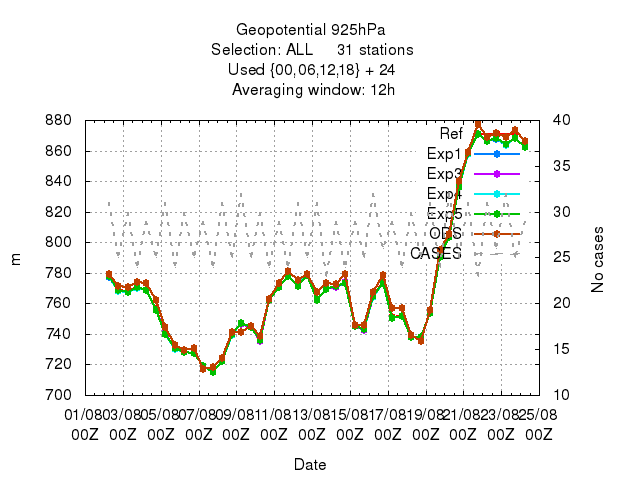 Geopotential 925hPa
Selection: ALL 31 stations
Used {00,06,12,18} + 24
Averaging window: 12h
880 40
860 35
840
820 30
800 25
780
760 20
740 15
720
700 10
m
No cases
Ref
Exp1
Exp3
Exp4
Exp5
OBS
CASES
01/08 03/08 05/08 07/08 09/08 11/08 13/08 15/08 17/08 19/08 21/08 23/08 25/08
00Z 00Z 00Z 00Z 00Z 00Z 00Z 00Z 00Z 00Z 00Z 00Z 00Z
Date